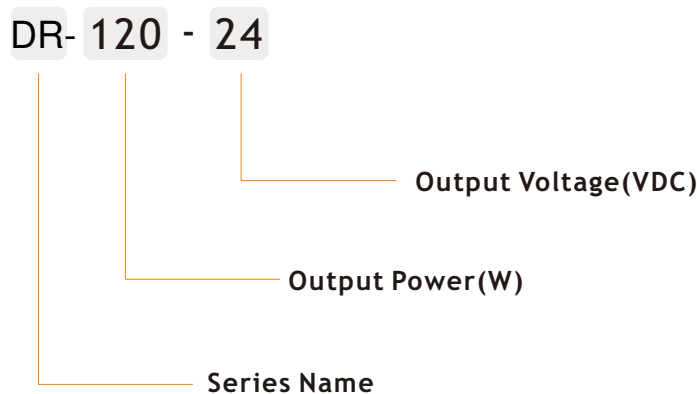 DR- 120 - 24
Output Voltage(VDC)
Output Power(W)
Series Name